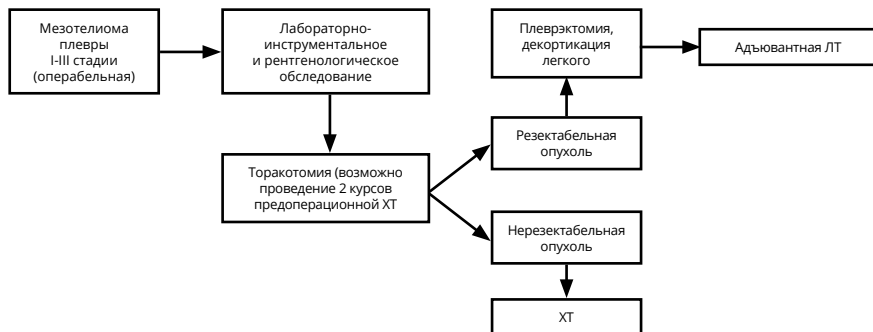 Мезотелиома
плевры
I-III стадии
(операбельная)
Лабораторно-
инструментальное
и рентгенологическое
обследование
Плеврэктомия,
декортикация
легкого
Адъювантная ЛТ
Торакотомия (возможно
проведение 2 курсов
предоперационной ХТ
Резектабельная
опухоль
Нерезектабельная
опухоль
ХТ